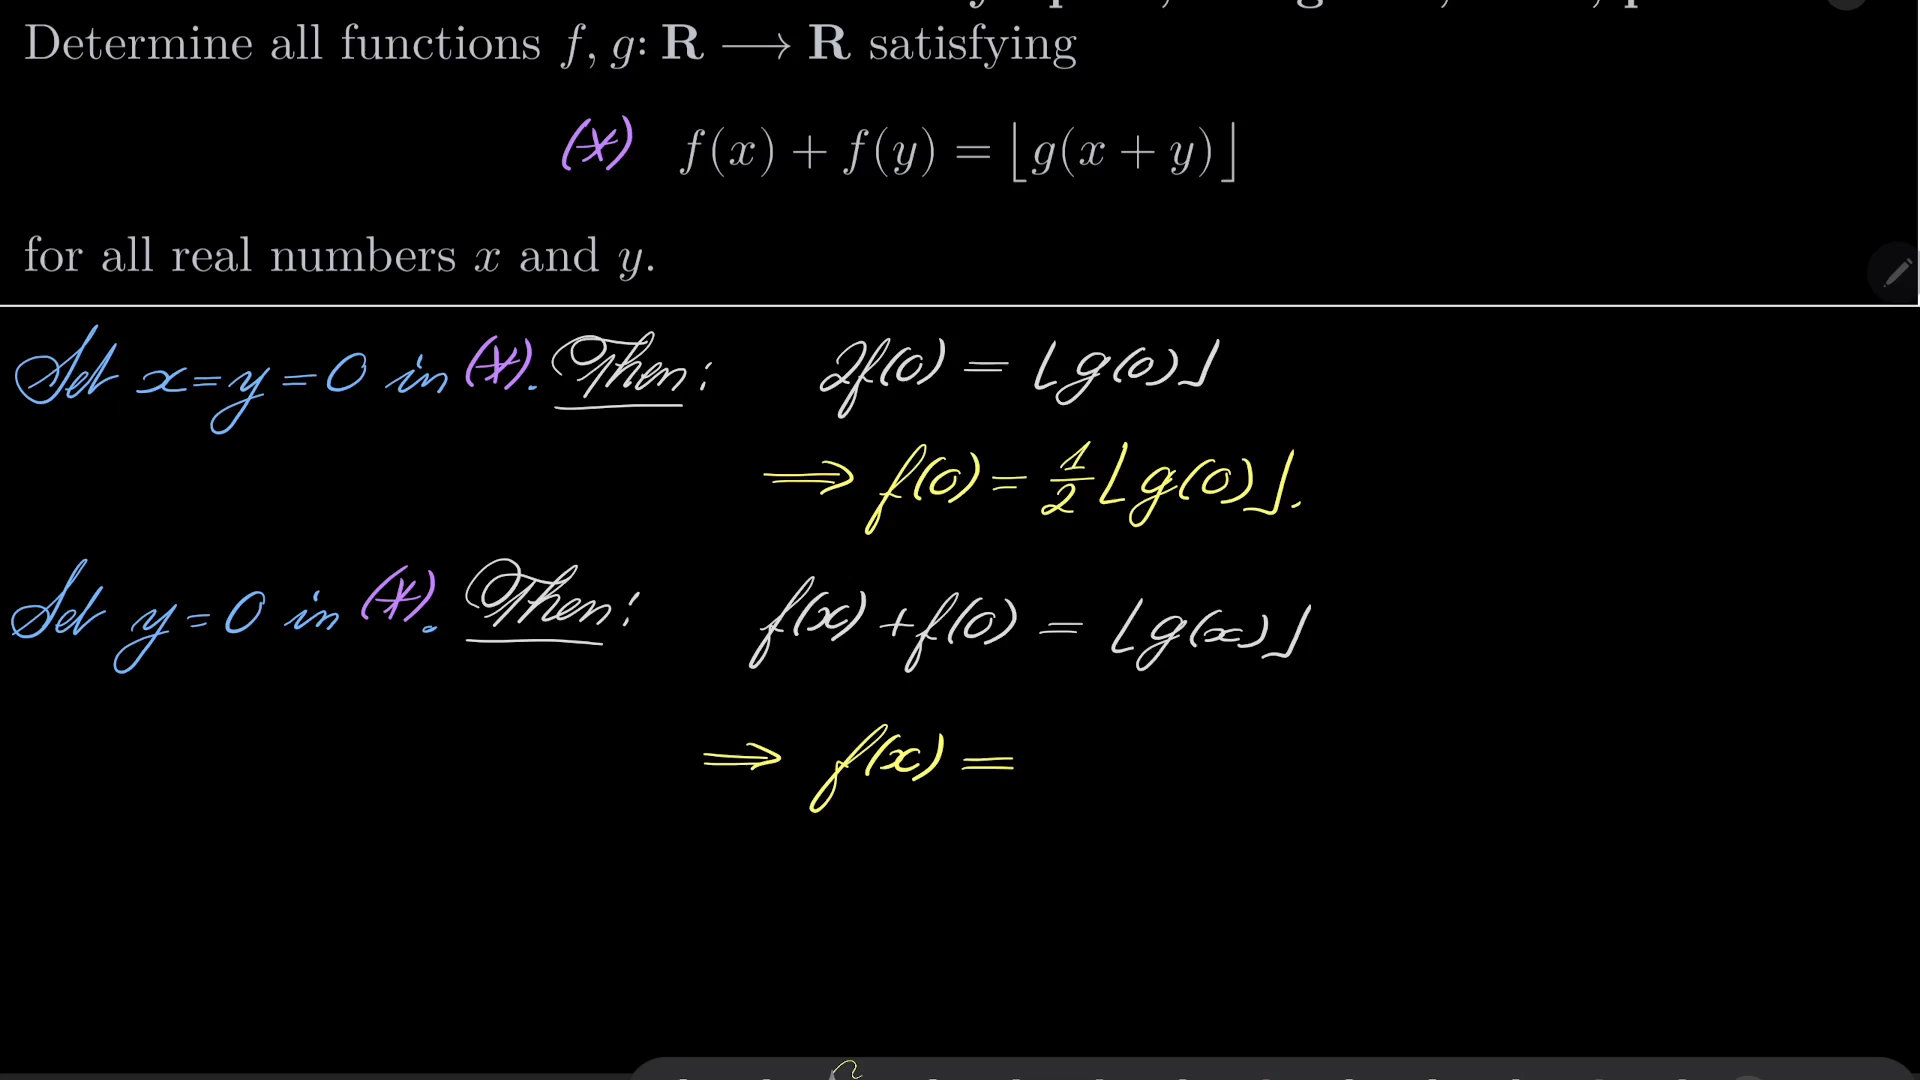 Determine all functions f, g: R ⟶ R satisfying
(*) f(x) + f(y) = ⌊g(x + y)⌋
for all real numbers x and y.
Set x=y=0 in (*). Then: 2f(0) = ⌊g(0)⌋
⟹ f(0) = 1/2 ⌊g(0)⌋.
Set y=0 in (*). Then: f(x) + f(0) = ⌊g(x)⌋
⟹ f(x) =